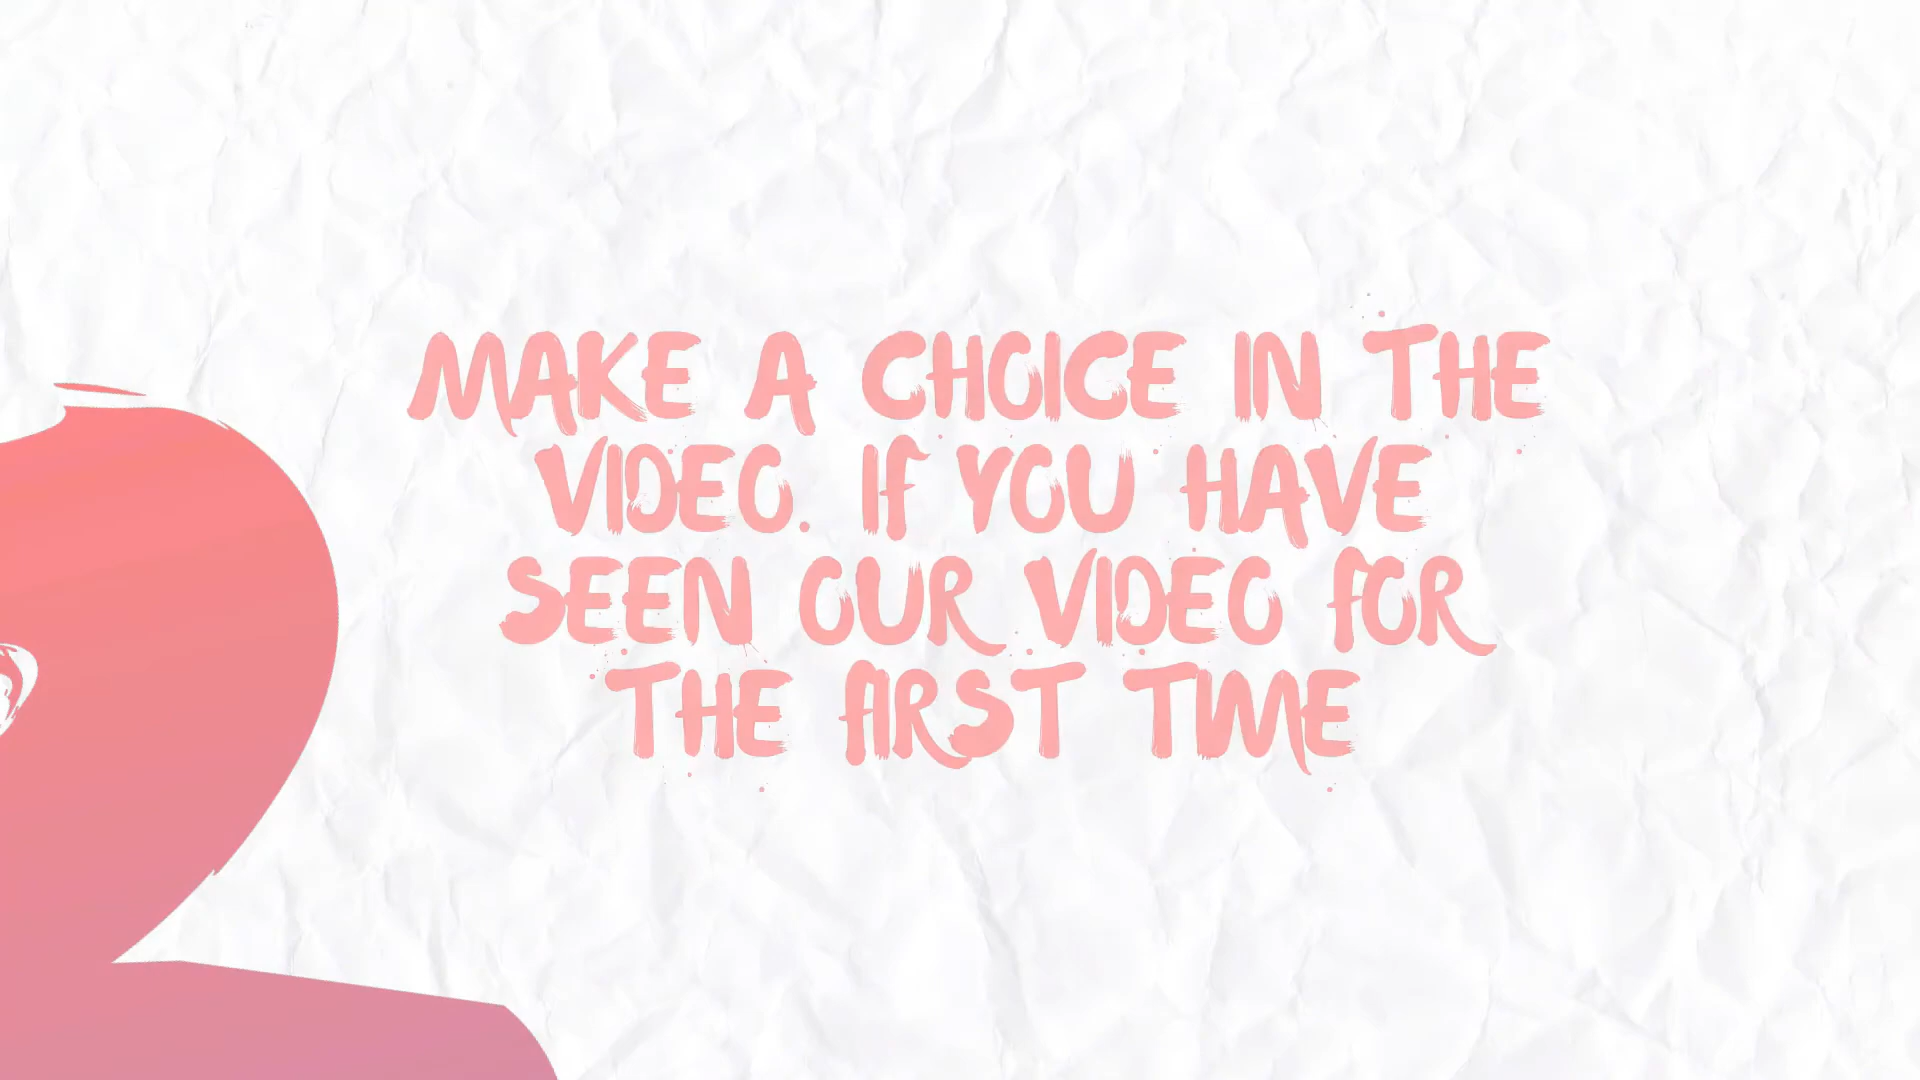 MAKE A CHOICE IN THE
VIDEO. IF YOU HAVE
SEEN OUR VIDEO FOR
THE FIRST TIME